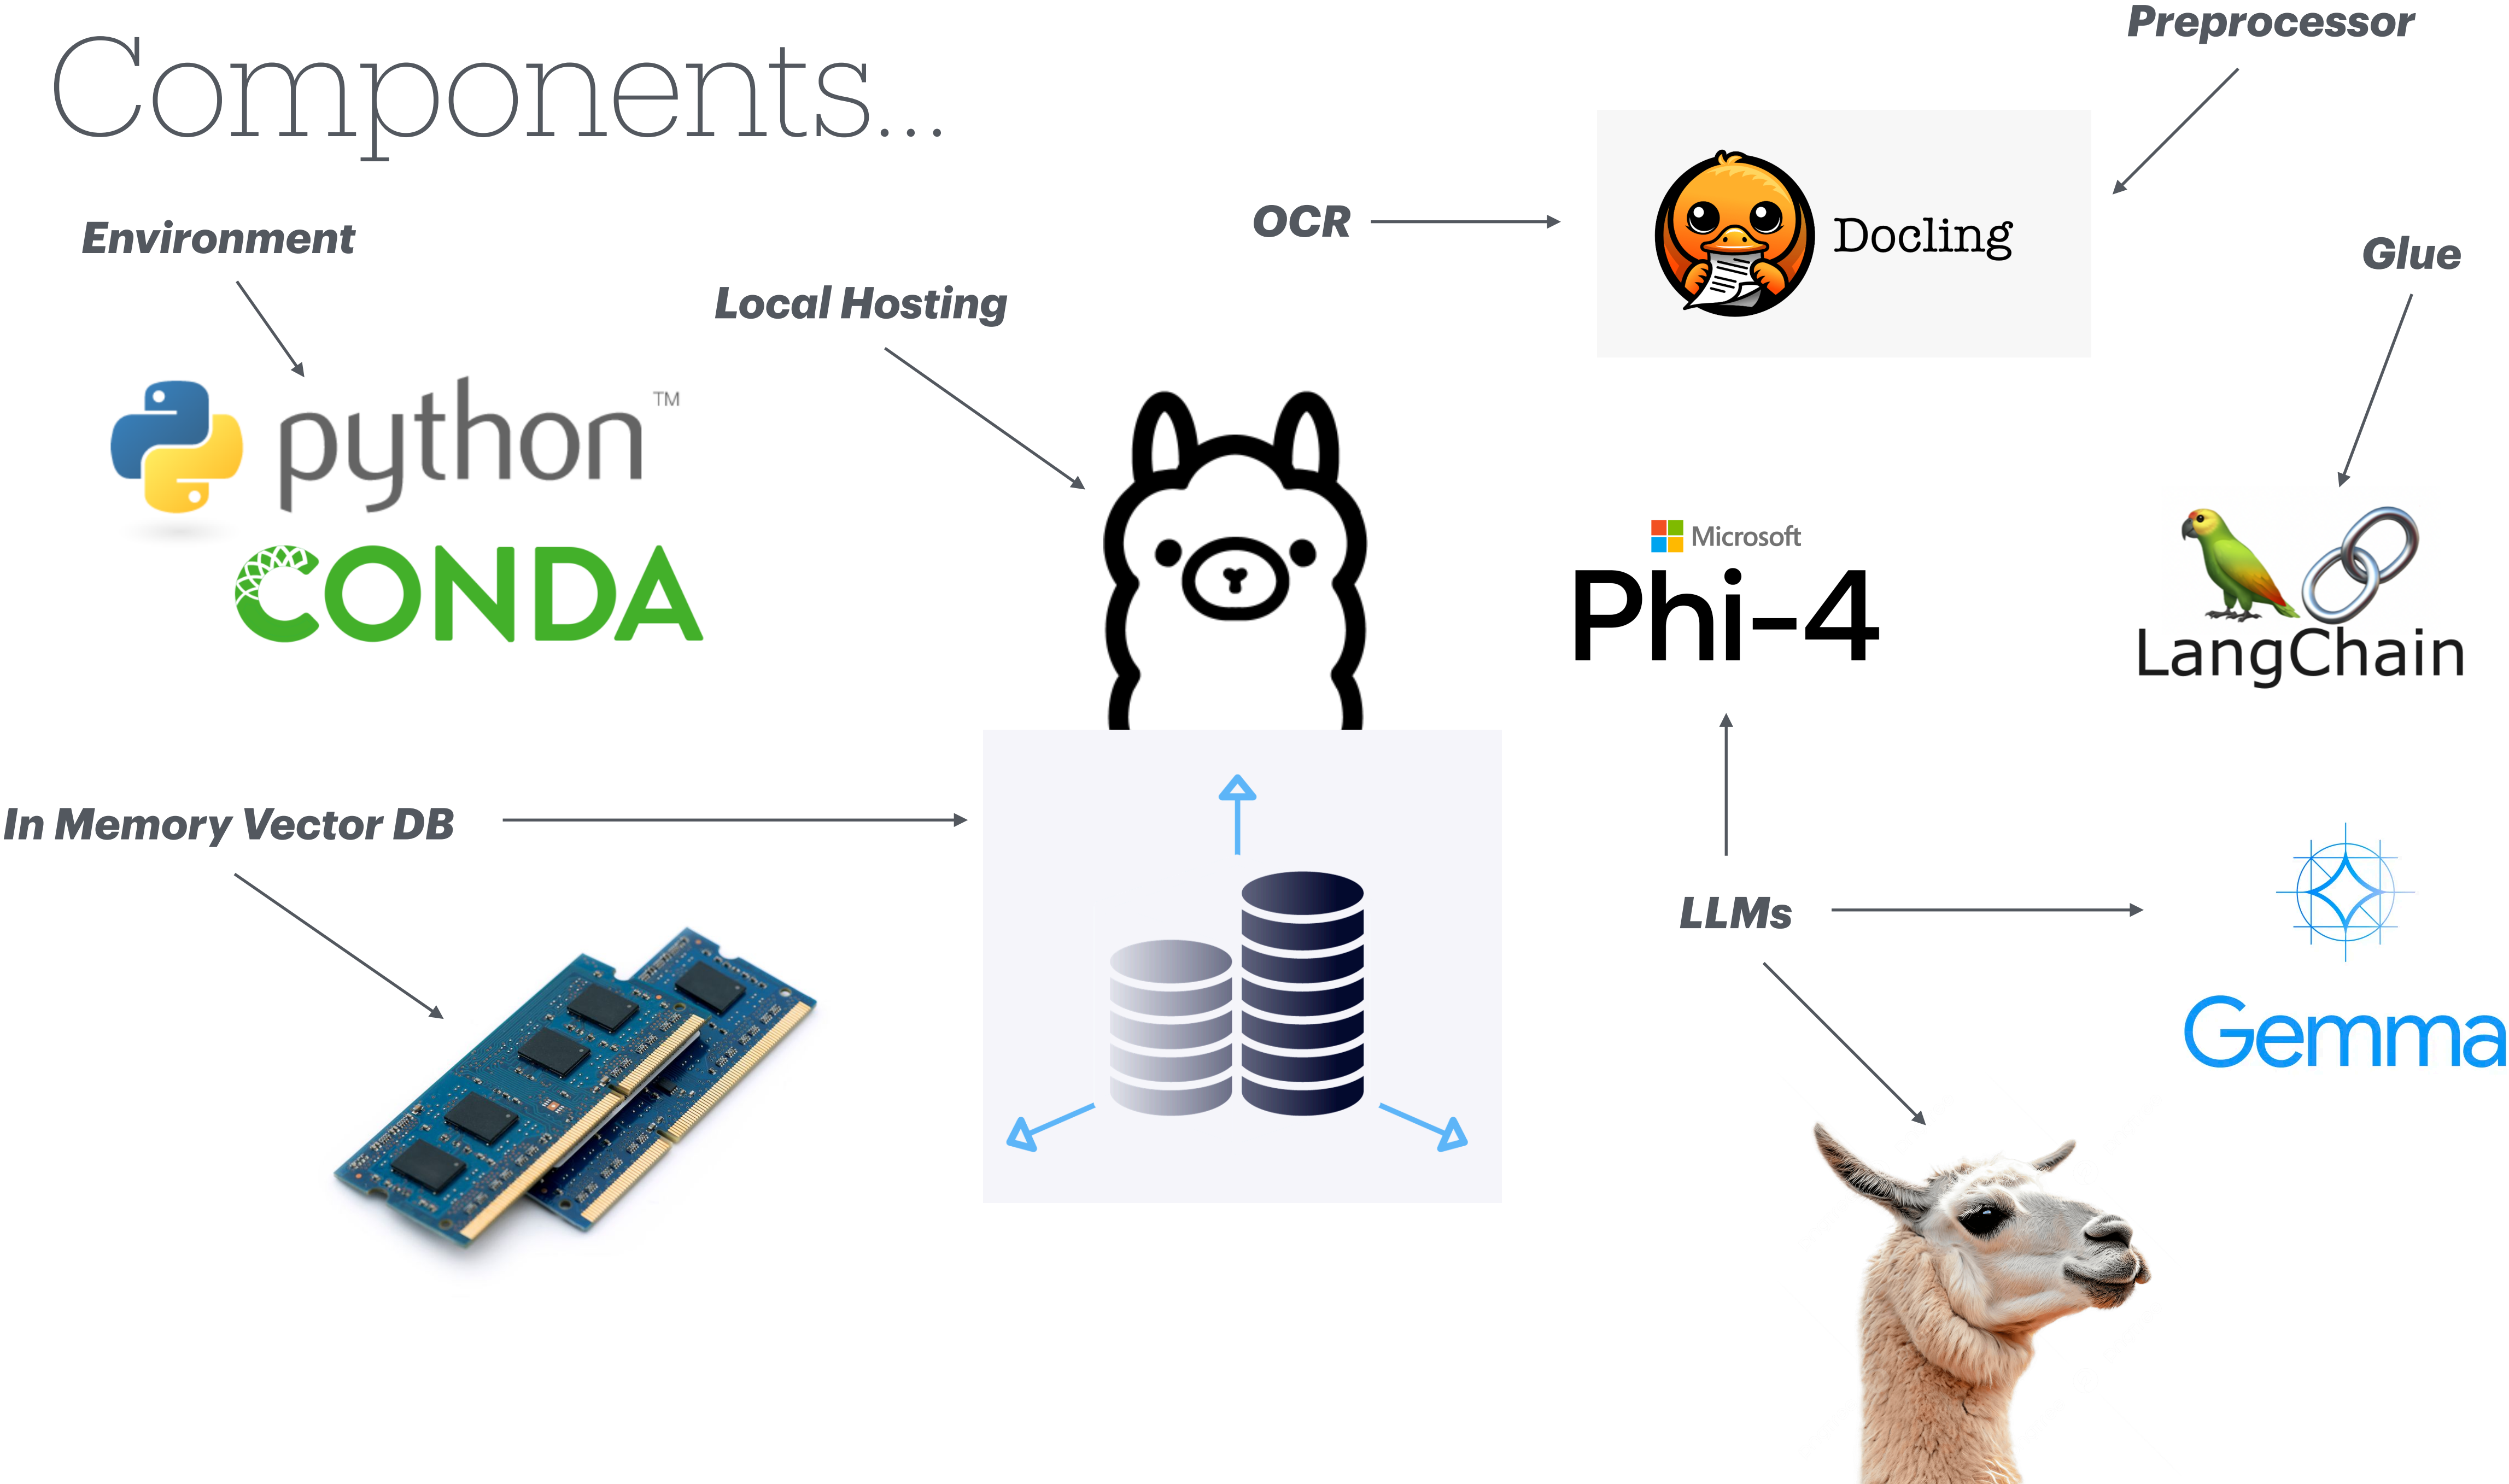 Components...
Preprocessor
OCR
Docling
Environment
Glue
Local Hosting
python™
CONDA
Microsoft
Phi-4
LangChain
In Memory Vector DB
LLMs
Gemma